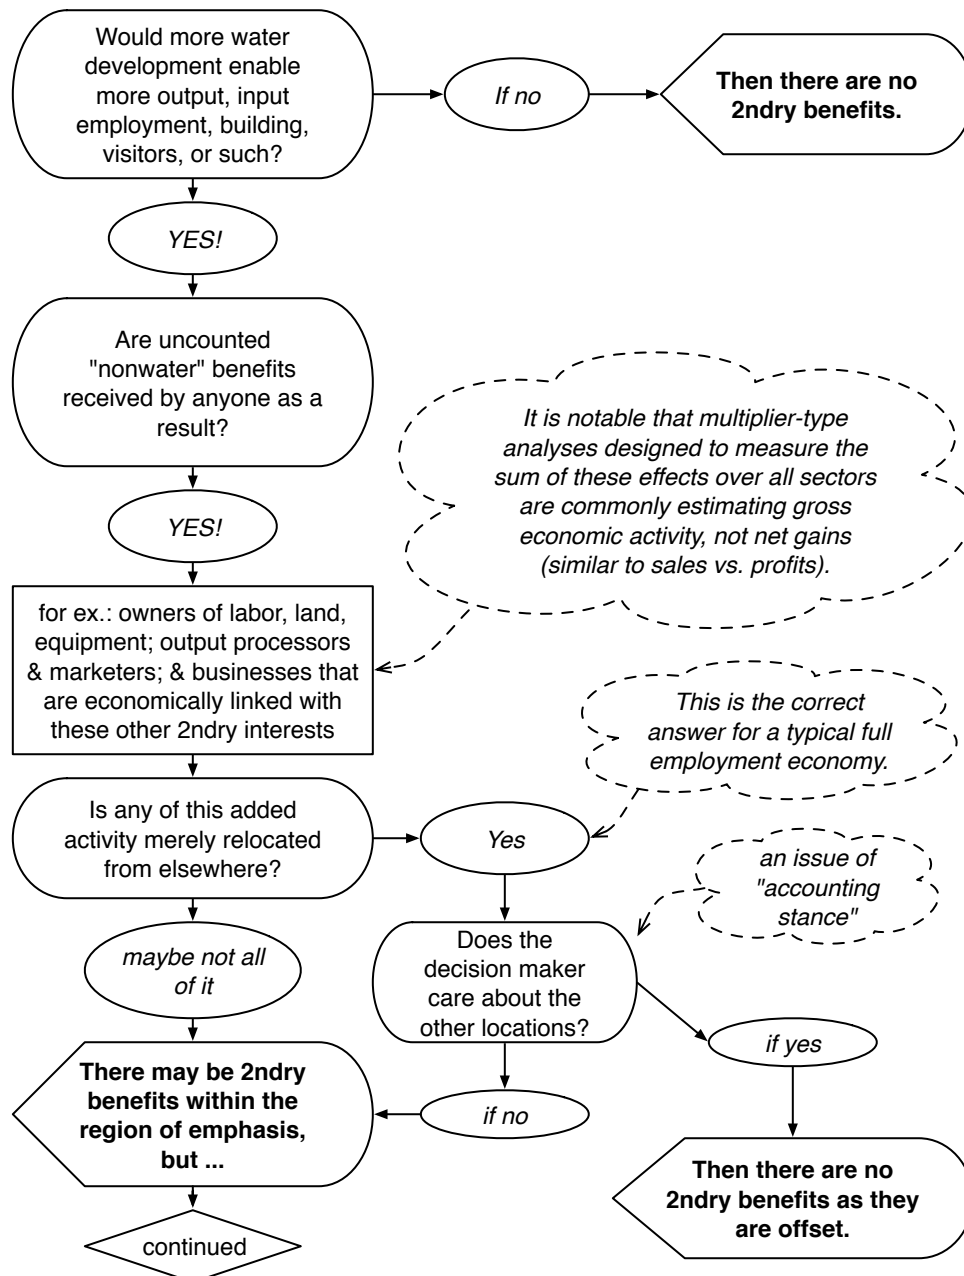 Would more water
development enable
more output, input
employment, building,
visitors, or such?
If no
Then there are no
2ndry benefits.
YES!
Are uncounted
"nonwater" benefits
received by anyone as a
result?
It is notable that multiplier-type
analyses designed to measure the
sum of these effects over all sectors
are commonly estimating gross
economic activity, not net gains
(similar to sales vs. profits).
YES!
for ex.: owners of labor, land,
equipment; output processors
& marketers; & businesses that
are economically linked with
these other 2ndry interests
This is the correct
answer for a typical full
employment economy.
Is any of this added
activity merely relocated
from elsewhere?
Yes
an issue of
"accounting
stance"
maybe not all
of it
Does the
decision maker
care about the
other locations?
if yes
There may be 2ndry
benefits within the
region of emphasis,
but ...
if no
Then there are no
2ndry benefits as they
are offset.
continued